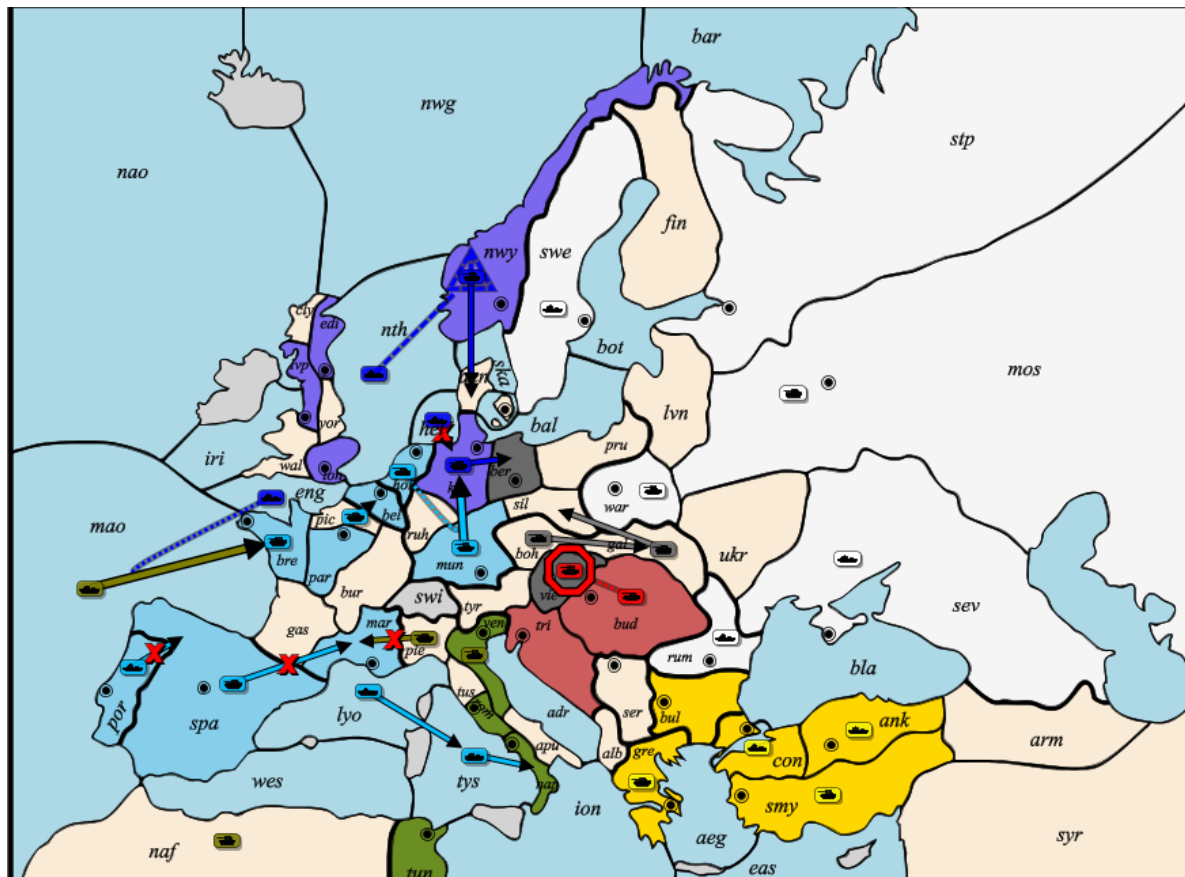 bar
nwg
stp
nao
nwy
swe
fin
cly
edi
nth
ska
bot
mos
lvp
lvn
yor
bal
hel
pru
iri
wal
lon
ber
hol
eng
sil
war
mao
pic
bel
ruh
gal
boh
ukr
bre
par
mun
vie
bur
swi
tyr
sev
bud
gas
mar
ven
tri
pie
rum
bla
por
spa
lyo
tus
rom
adr
ser
bul
ank
arm
apu
alb
gre
con
wes
tys
nap
ion
smy
aeg
syr
naf
tun
eas